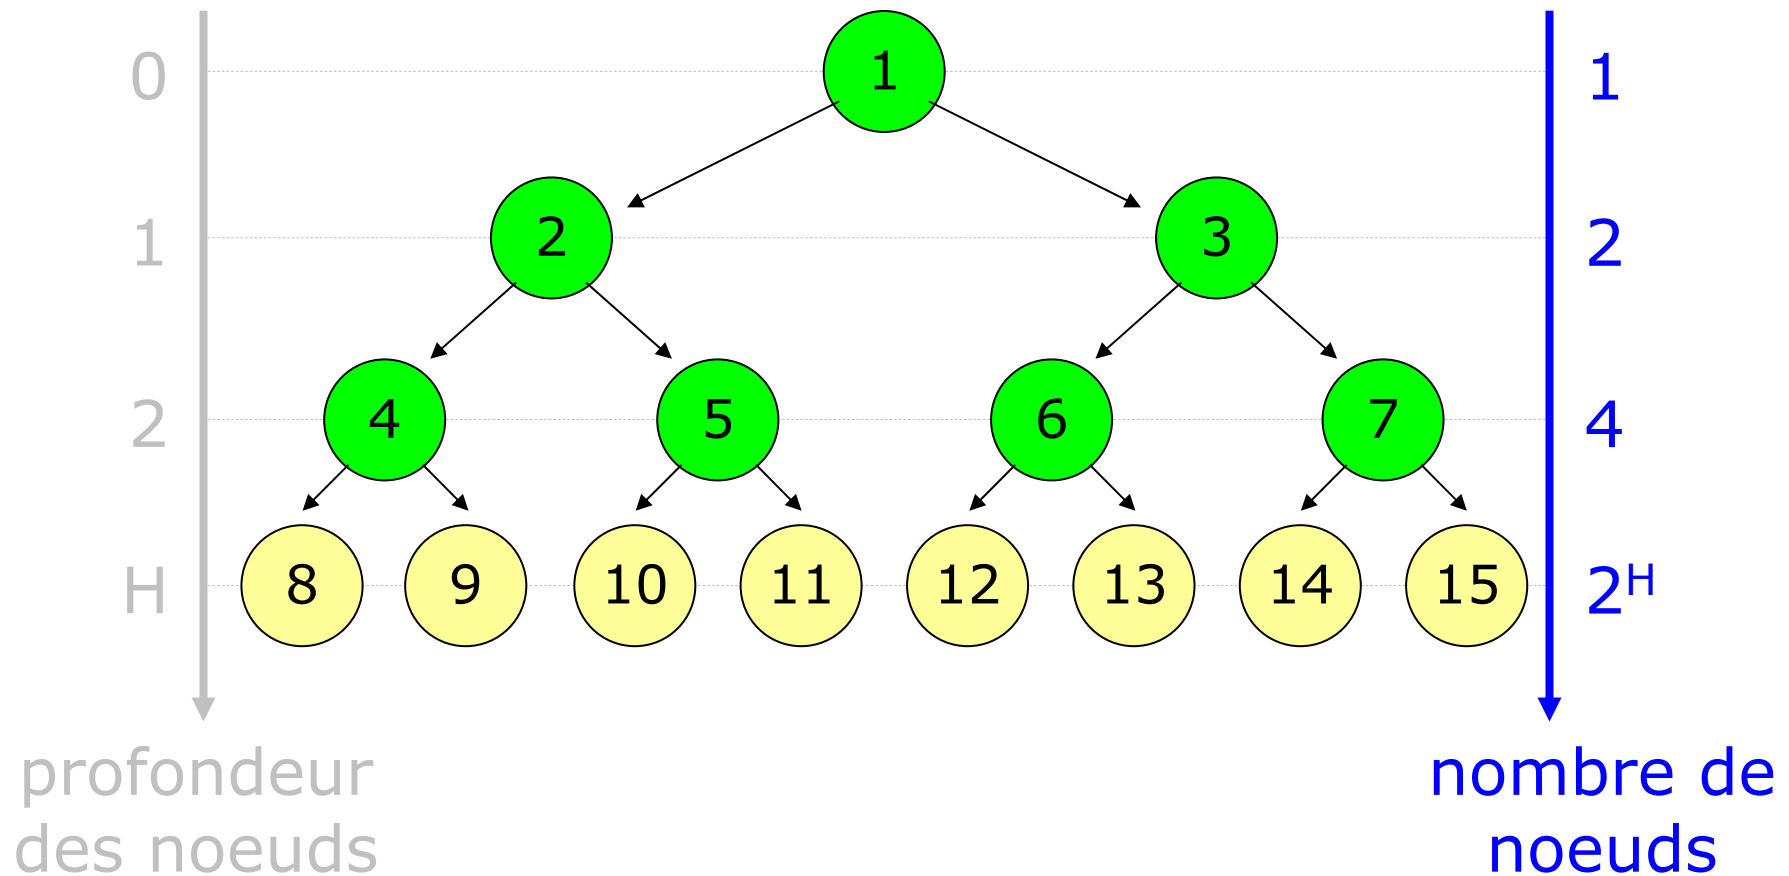 0 1 1
1 2 3 2
2 4 5 6 7 4
H 8 9 10 11 12 13 14 15 2ᴴ
profondeur
des noeuds
nombre de
noeuds